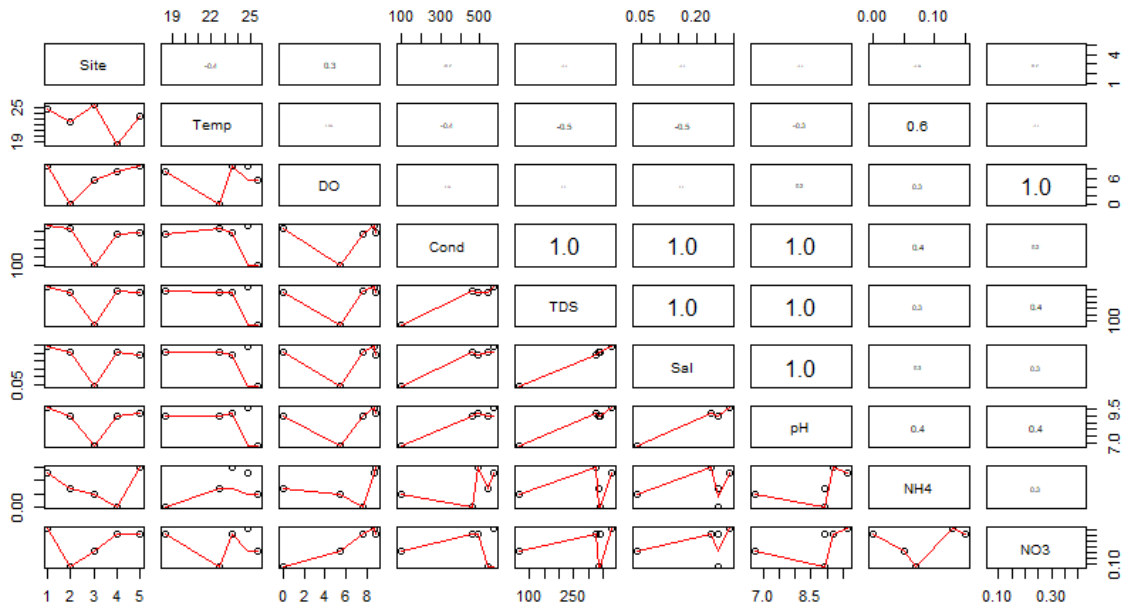 19 22 25 100 300 500 0.05 0.20 0.00 0.10
Site -0.4 0.3 1 4
19 25 Temp -0.4 -0.5 -0.5 -0.3 0.6
DO 0.3 0.3 1.0 0 6
100 Cond 1.0 1.0 1.0 0.4 0.3
TDS 1.0 1.0 0.3 0.4 100
0.05 Sal 1.0 0.3 0.3
pH 0.4 0.4 7.0 9.5
0.00 NH4 0.3
NO3 0.10
1 2 3 4 5 0 2 4 6 8 100 250 7.0 8.5 0.10 0.30